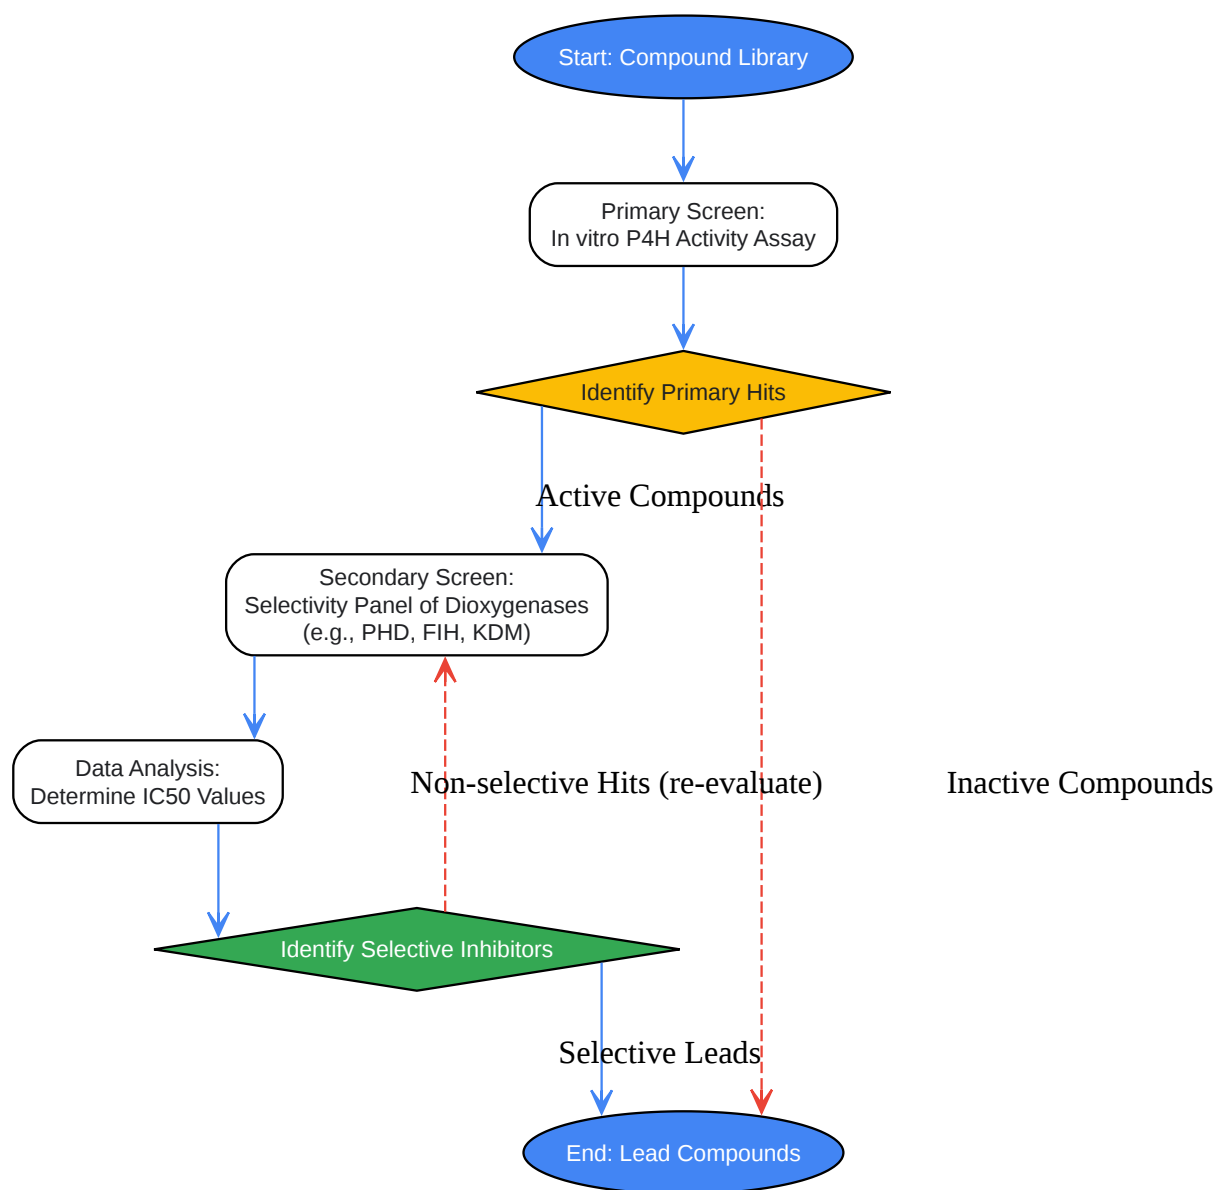 Start: Compound Library
Primary Screen:
In vitro P4H Activity Assay
Identify Primary Hits
Active Compounds
Secondary Screen:
Selectivity Panel of Dioxygenases
(e.g., PHD, FIH, KDM)
Data Analysis:
Determine IC50 Values
Non-selective Hits (re-evaluate)
Inactive Compounds
Identify Selective Inhibitors
Selective Leads
End: Lead Compounds